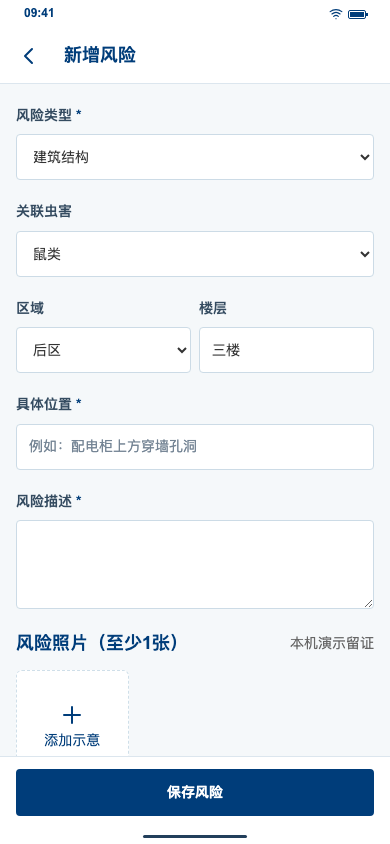 09:41
新增风险
风险类型 *
建筑结构
关联虫害
鼠类
区域 楼层
后区 三楼
具体位置 *
例如：配电柜上方穿墙孔洞
风险描述 *
风险照片（至少1张） 本机演示留证
添加示意
保存风险